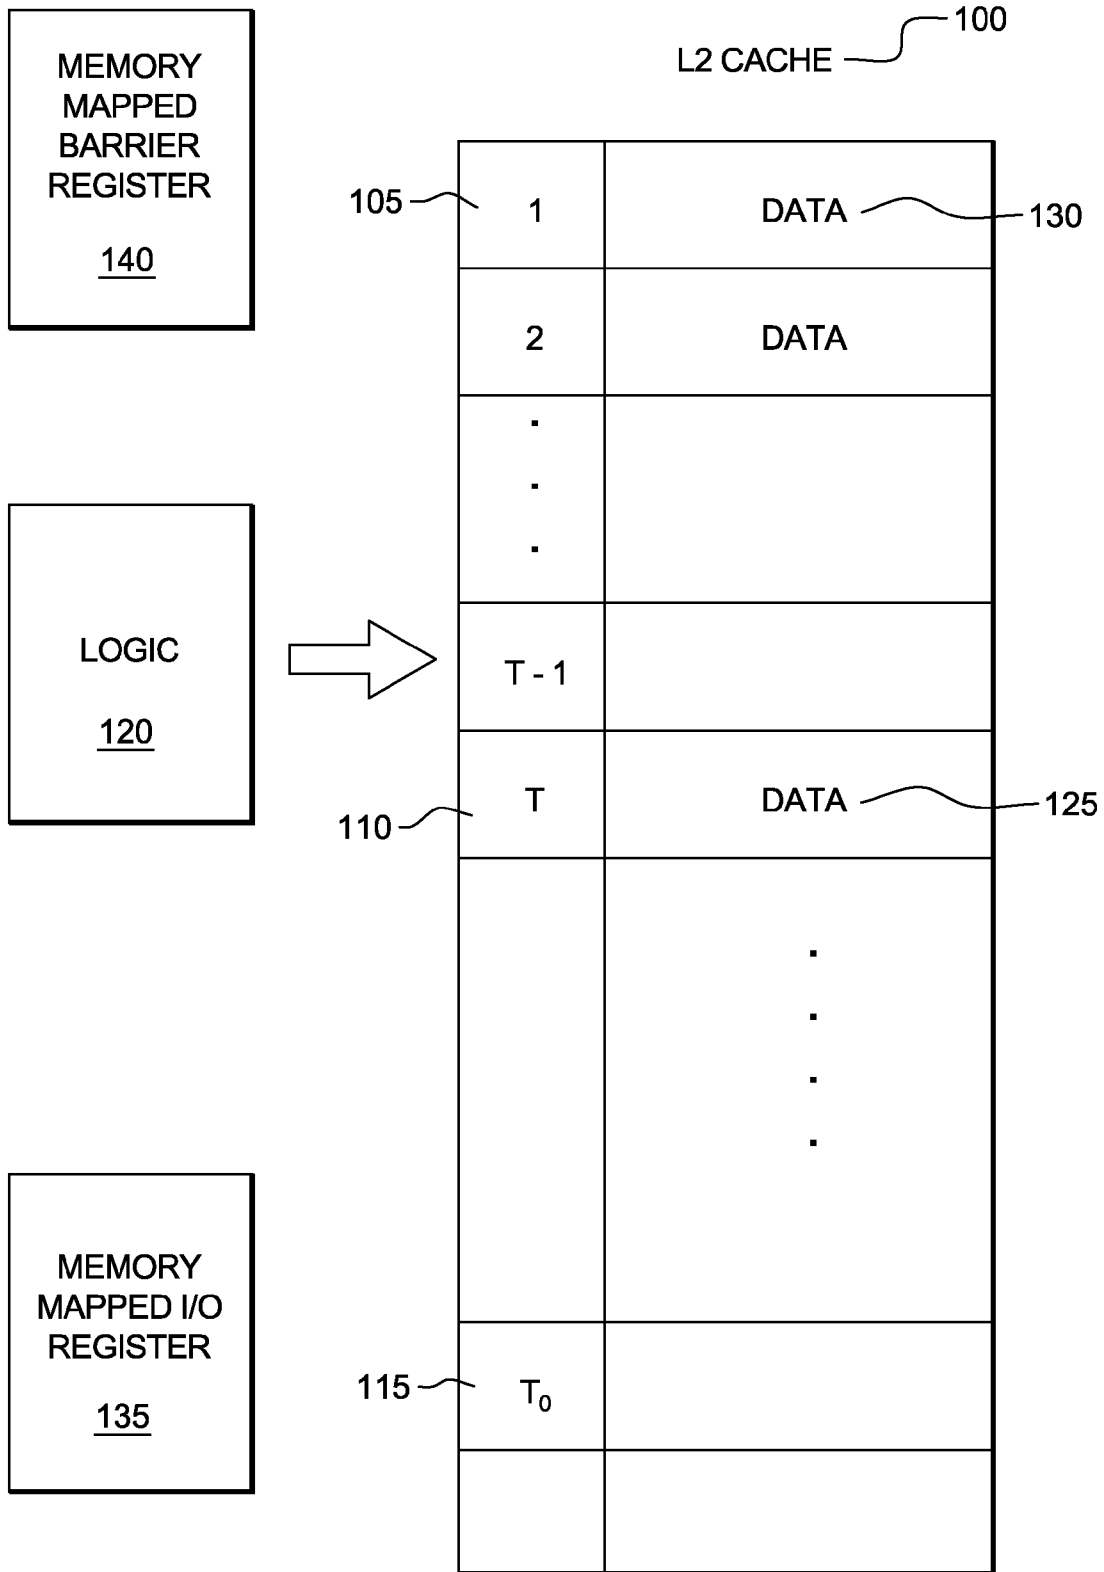 100
L2 CACHE
MEMORY
MAPPED
BARRIER
REGISTER
140
105
1
DATA
130
2
DATA
LOGIC
120
T - 1
110
T
DATA
125
MEMORY
MAPPED I/O
REGISTER
135
115
T₀